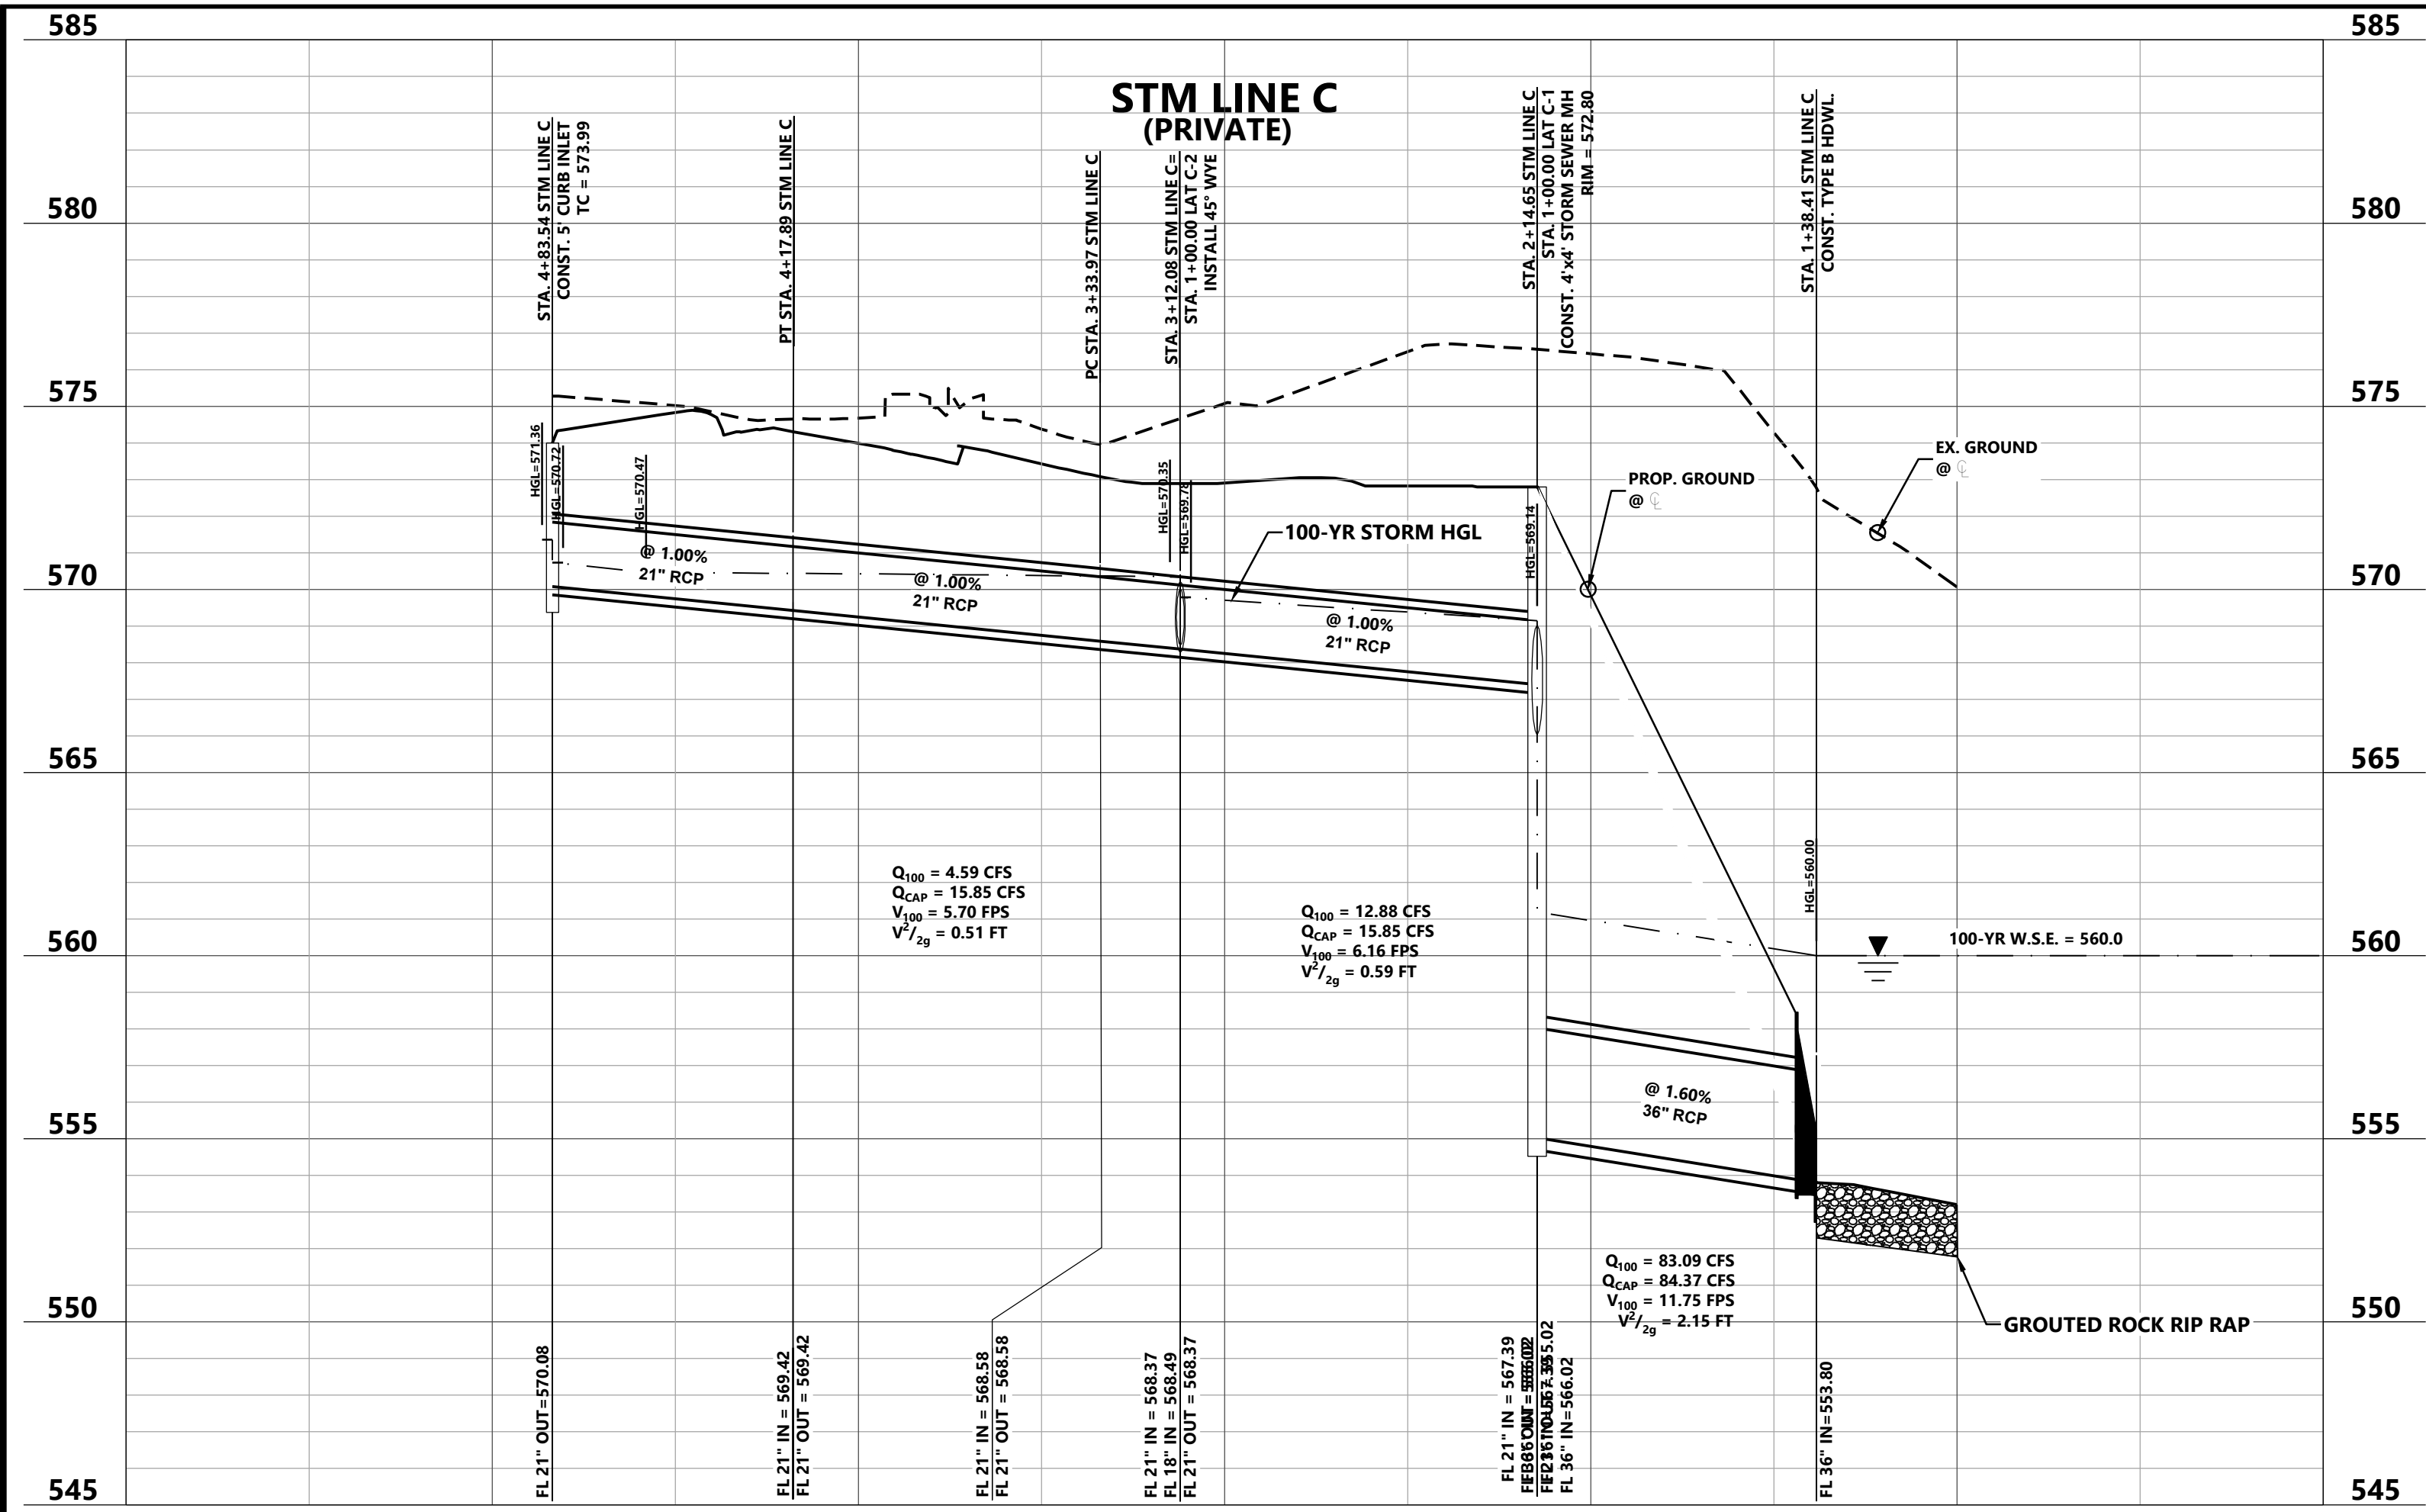 585
585
STM LINE C
(PRIVATE)
STA. 4+83.54 STM LINE C
CONST. 5' CURB INLET
TC = 573.99
PT STA. 4+17.89 STM LINE C
PC STA. 3+33.97 STM LINE C
STA. 3+12.08 STM LINE C=
STA. 1+00.00 LAT C-2
INSTALL 45° WYE
STA. 2+14.65 STM LINE C
STA. 1+00.00 LAT C-1
CONST. 4'x4' STORM SEWER MH
RIM = 572.80
STA. 1+38.41 STM LINE C
CONST. TYPE B HDWL.
580
580
575
575
HGL=571.36
HGL=570.72
HGL=570.47
HGL=570.35
HGL=569.78
HGL=569.14
EX. GROUND
@ ℄
PROP. GROUND
@ ℄
100-YR STORM HGL
@ 1.00%
21" RCP
@ 1.00%
21" RCP
@ 1.00%
21" RCP
570
570
565
565
Q100 = 4.59 CFS
QCAP = 15.85 CFS
V100 = 5.70 FPS
V²/2g = 0.51 FT
Q100 = 12.88 CFS
QCAP = 15.85 CFS
V100 = 6.16 FPS
V²/2g = 0.59 FT
HGL=560.00
100-YR W.S.E. = 560.0
560
560
@ 1.60%
36" RCP
555
555
Q100 = 83.09 CFS
QCAP = 84.37 CFS
V100 = 11.75 FPS
V²/2g = 2.15 FT
GROUTED ROCK RIP RAP
550
550
FL 21" OUT=570.08
FL 21" IN = 569.42
FL 21" OUT = 569.42
FL 21" IN = 568.58
FL 21" OUT = 568.58
FL 21" IN = 568.37
FL 18" IN = 568.49
FL 21" OUT = 568.37
FL 21" IN = 567.39
FL 36" IN=566.02
FL 36" IN=553.80
545
545